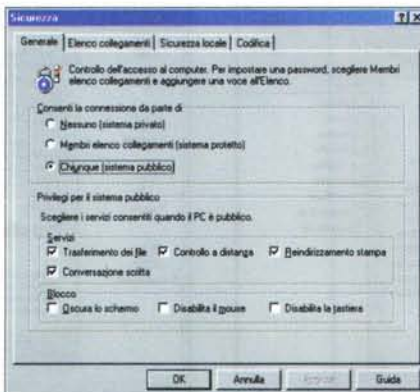 Sicurezza
Generale Elenco collegamenti Sicurezza locale Codifica
Controllo dell'accesso al computer. Per impostare una password, scegliere Membri
elenco collegamenti e aggiungere una voce all'Elenco.
Consenti la connessione da parte di
Nessuno (sistema privato)
Membri elenco collegamenti (sistema protetto)
Chiunque (sistema pubblico)
Privilegi per il sistema pubblico
Scegliere i servizi consentiti quando il PC è pubblico.
Servizi
Trasferimento dei file Controllo a distanza Reindirizzamento stampa
Conversazione scritta
Blocco
Oscura lo schermo Disabilita il mouse Disabilita la tastiera
OK Annulla Guida